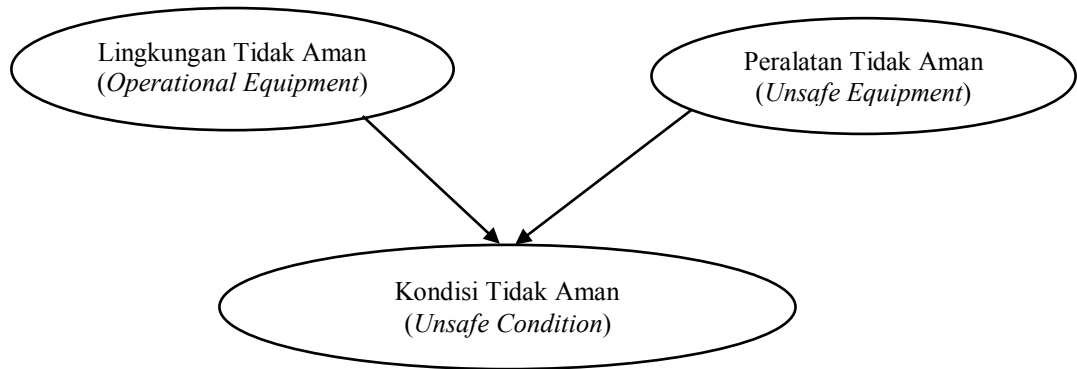 Lingkungan Tidak Aman
(Operational Equipment)
Peralatan Tidak Aman
(Unsafe Equipment)
Kondisi Tidak Aman
(Unsafe Condition)